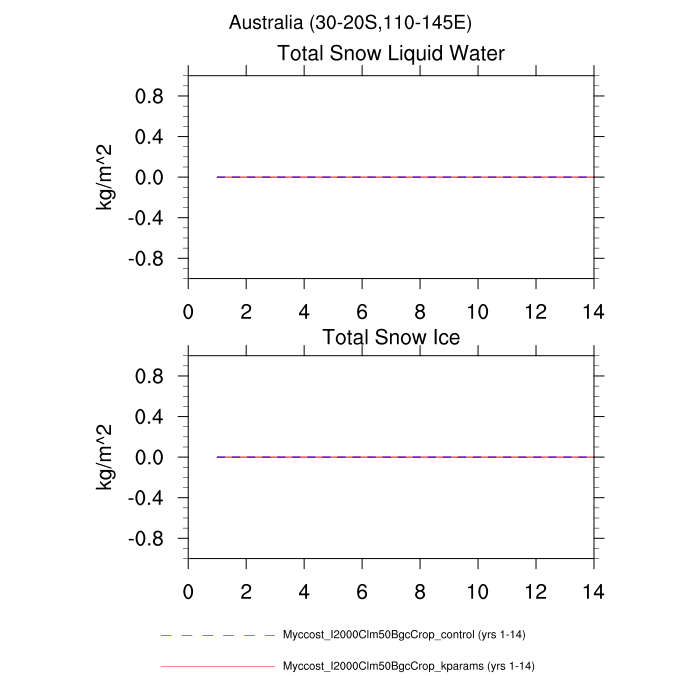 Australia (30-20S,110-145E)
Total Snow Liquid Water
kg/m^2
0.8
0.4
0.0
-0.4
-0.8
0 2 4 6 8 10 12 14
Total Snow Ice
kg/m^2
0.8
0.4
0.0
-0.4
-0.8
0 2 4 6 8 10 12 14
Myccost_I2000Clm50BgcCrop_control (yrs 1-14)
Myccost_I2000Clm50BgcCrop_kparams (yrs 1-14)